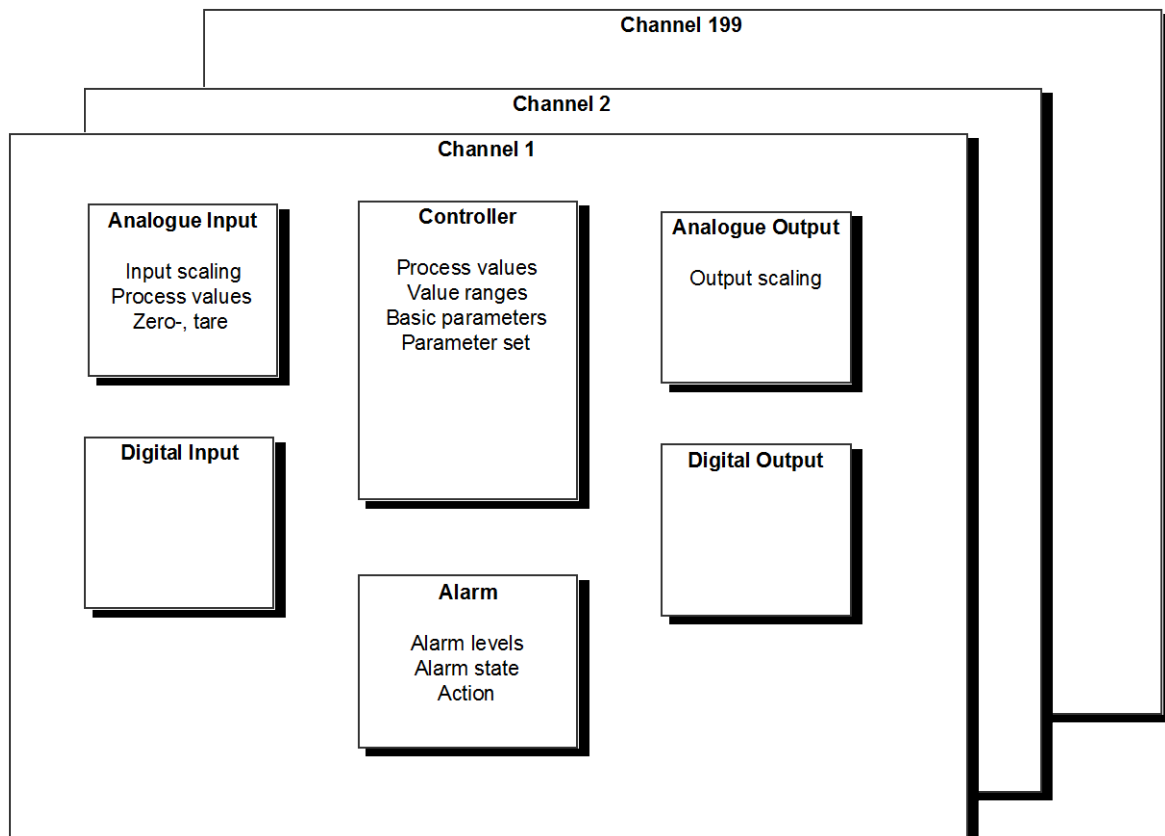 Channel 199
Channel 2
Channel 1
Analogue Input
Input scaling
Process values
Zero-, tare
Controller
Process values
Value ranges
Basic parameters
Parameter set
Analogue Output
Output scaling
Digital Input
Digital Output
Alarm
Alarm levels
Alarm state
Action